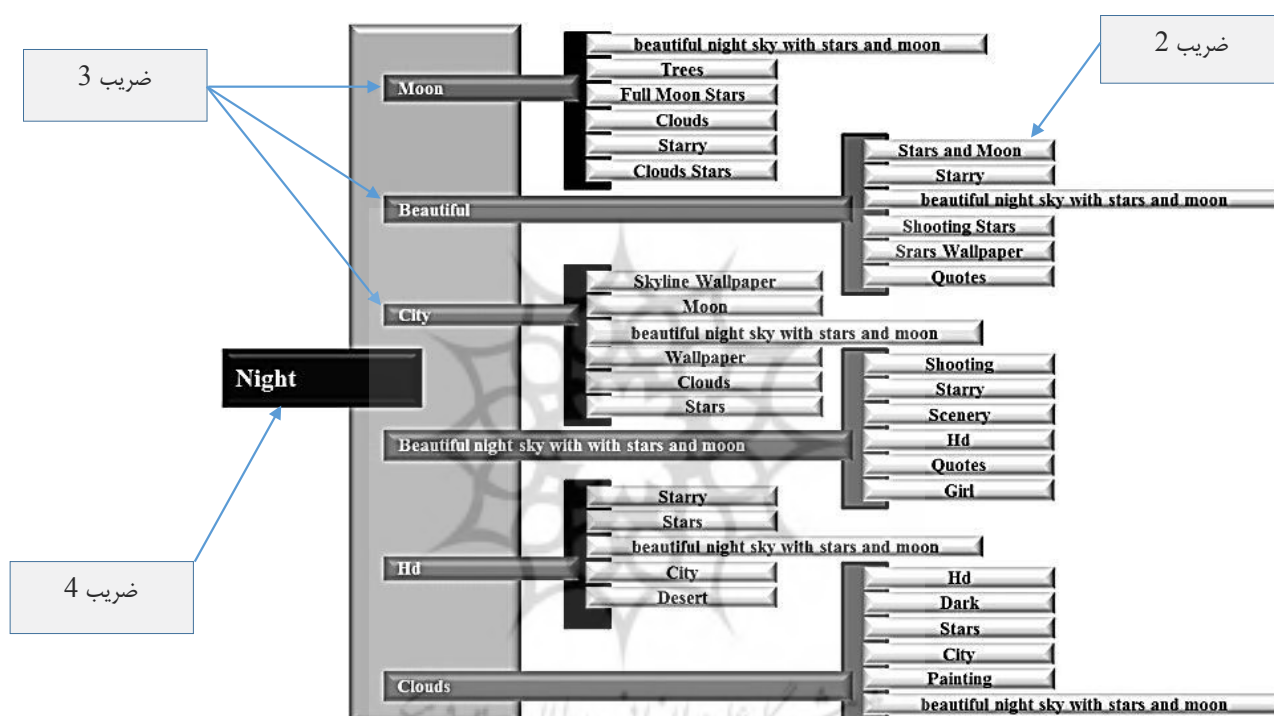 ضریب 3
ضریب 2
ضریب 4
Night
Moon
beautiful night sky with stars and moon
Trees
Full Moon Stars
Clouds
Starry
Clouds Stars
Beautiful
Stars and Moon
Starry
beautiful night sky with stars and moon
Shooting Stars
Srars Wallpaper
Quotes
City
Skyline Wallpaper
Moon
beautiful night sky with stars and moon
Wallpaper
Clouds
Stars
Beautiful night sky with with stars and moon
Shooting
Starry
Scenery
Hd
Quotes
Girl
Hd
Starry
Stars
beautiful night sky with stars and moon
City
Desert
Clouds
Hd
Dark
Stars
City
Painting
beautiful night sky with stars and moon